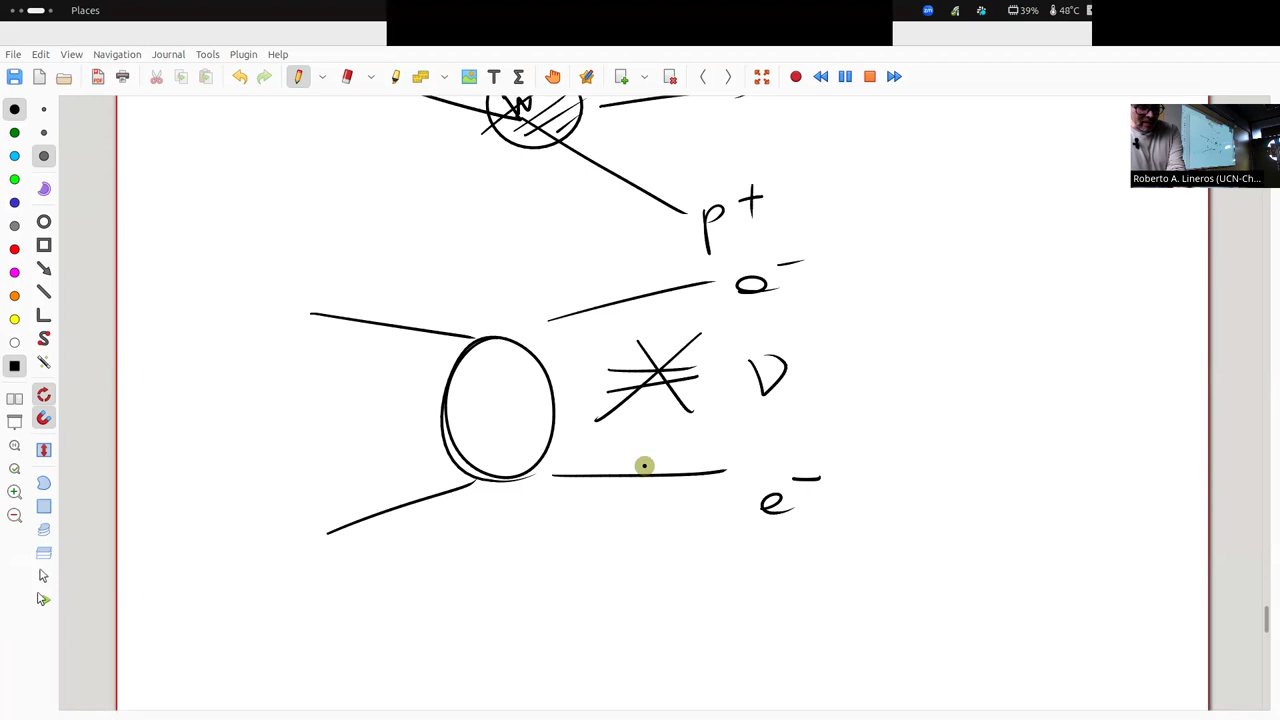 Places
39% 48°C
File Edit View Navigation Journal Tools Plugin Help
W
p+
e-
ν
e-
Roberto A. Lineros (UCN-Ch...